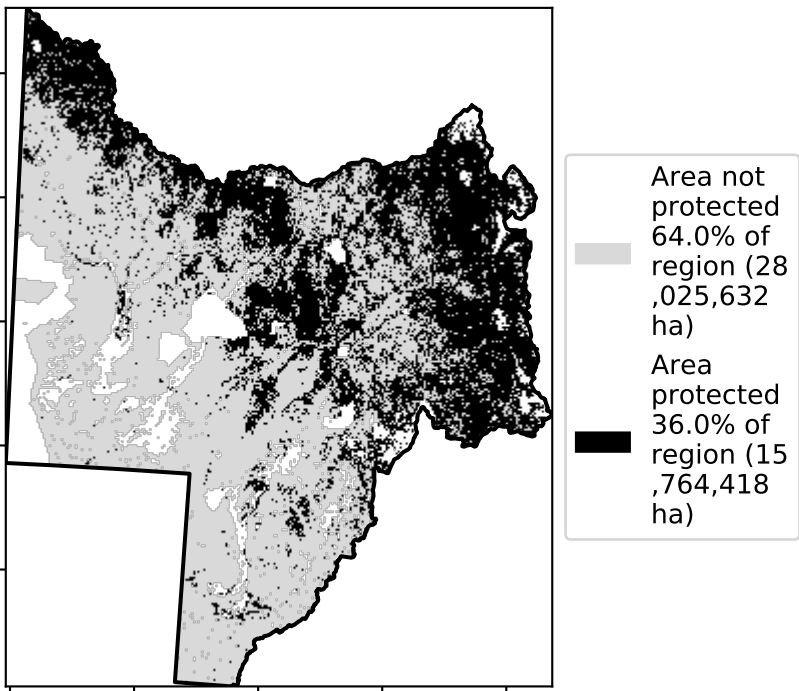 Area not
protected
64.0% of
region (28
,025,632
ha)
Area
protected
36.0% of
region (15
,764,418
ha)